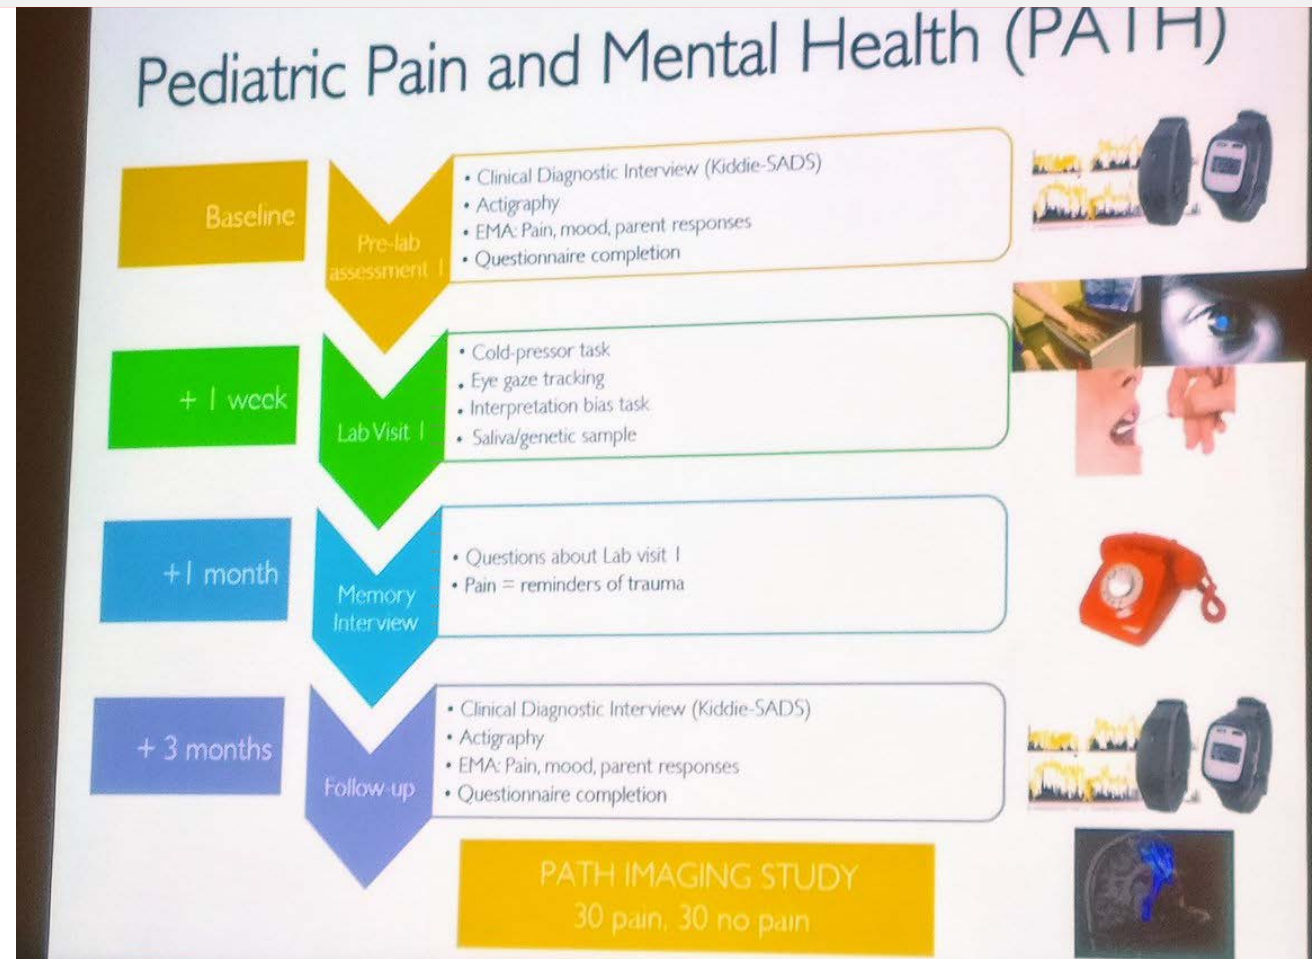 Pediatric Pain and Mental Health (PATH)
Baseline
Pre-lab
assessment 1
• Clinical Diagnostic Interview (Kiddie-SADS)
• Actigraphy
• EMA: Pain, mood, parent responses
• Questionnaire completion
+ 1 week
Lab Visit 1
• Cold-pressor task
• Eye gaze tracking
• Interpretation bias task
• Saliva/genetic sample
+1 month
Memory
Interview
• Questions about Lab visit 1
• Pain = reminders of trauma
+ 3 months
Follow-up
• Clinical Diagnostic Interview (Kiddie-SADS)
• Actigraphy
• EMA: Pain, mood, parent responses
• Questionnaire completion
PATH IMAGING STUDY
30 pain, 30 no pain